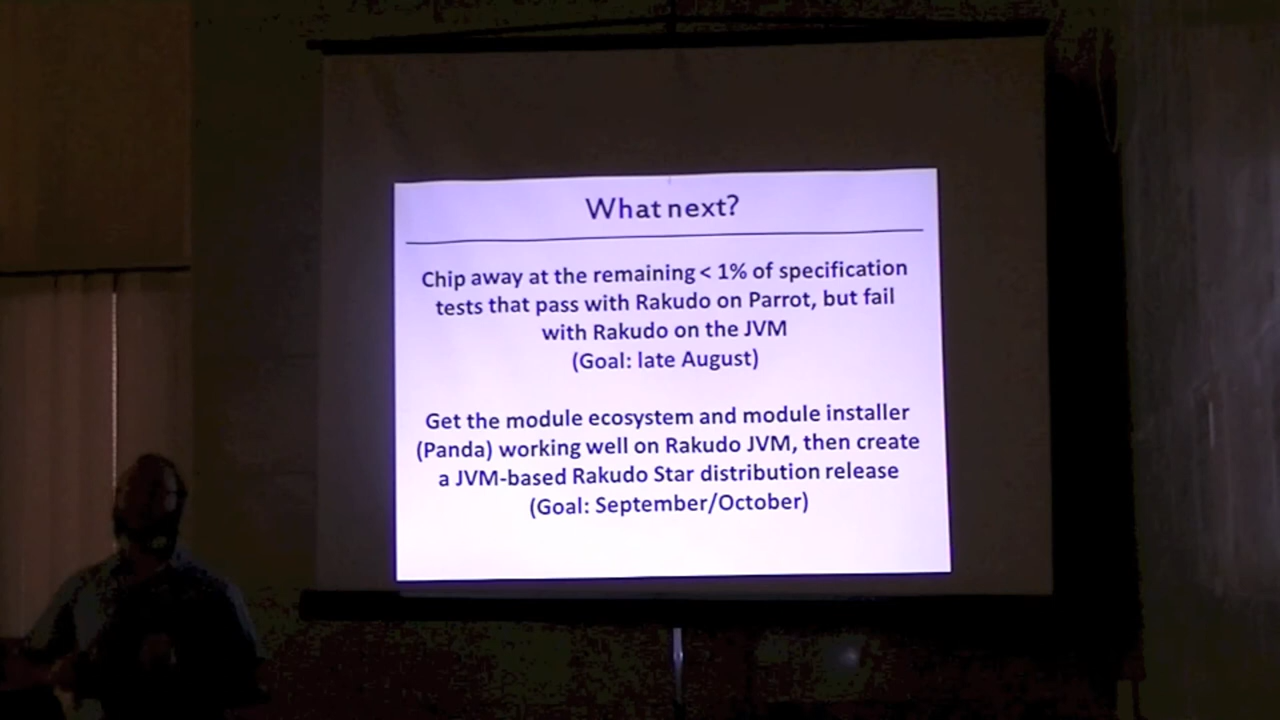 What next?
Chip away at the remaining < 1% of specification
tests that pass with Rakudo on Parrot, but fail
with Rakudo on the JVM
(Goal: late August)
Get the module ecosystem and module installer
(Panda) working well on Rakudo JVM, then create
a JVM-based Rakudo Star distribution release
(Goal: September/October)